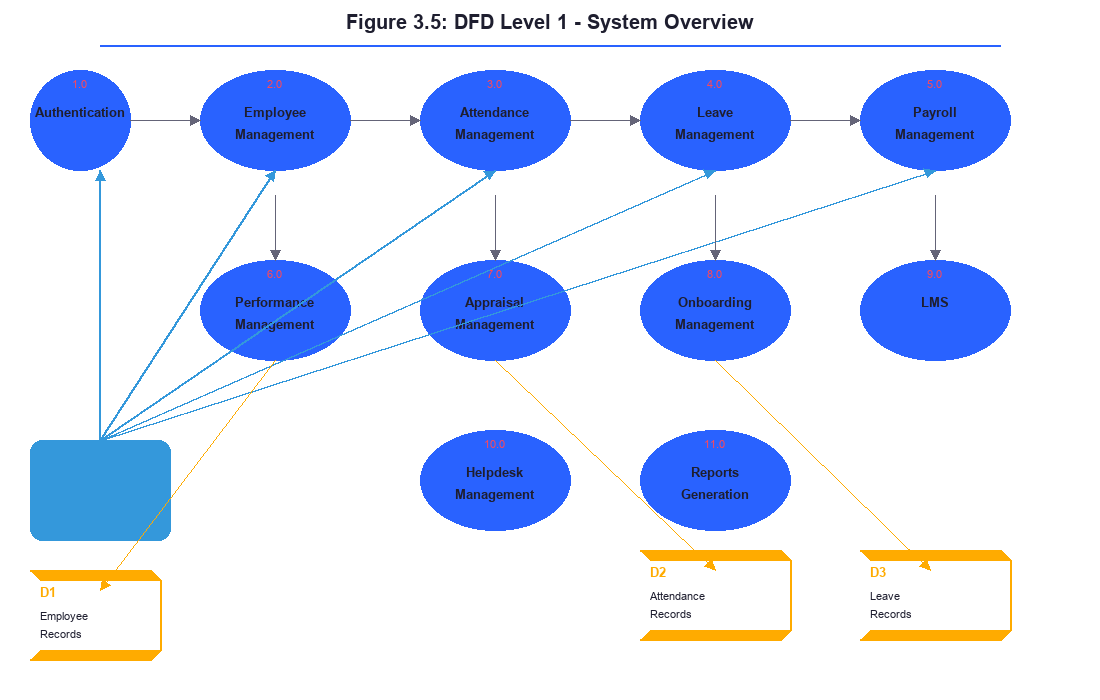 Figure 3.5: DFD Level 1 - System Overview
1.0
Authentication
2.0
Employee
Management
3.0
Attendance
Management
4.0
Leave
Management
5.0
Payroll
Management
6.0
Performance
Management
7.0
Appraisal
Management
8.0
Onboarding
Management
9.0
LMS
10.0
Helpdesk
Management
11.0
Reports
Generation
D1
Employee
Records
D2
Attendance
Records
D3
Leave
Records